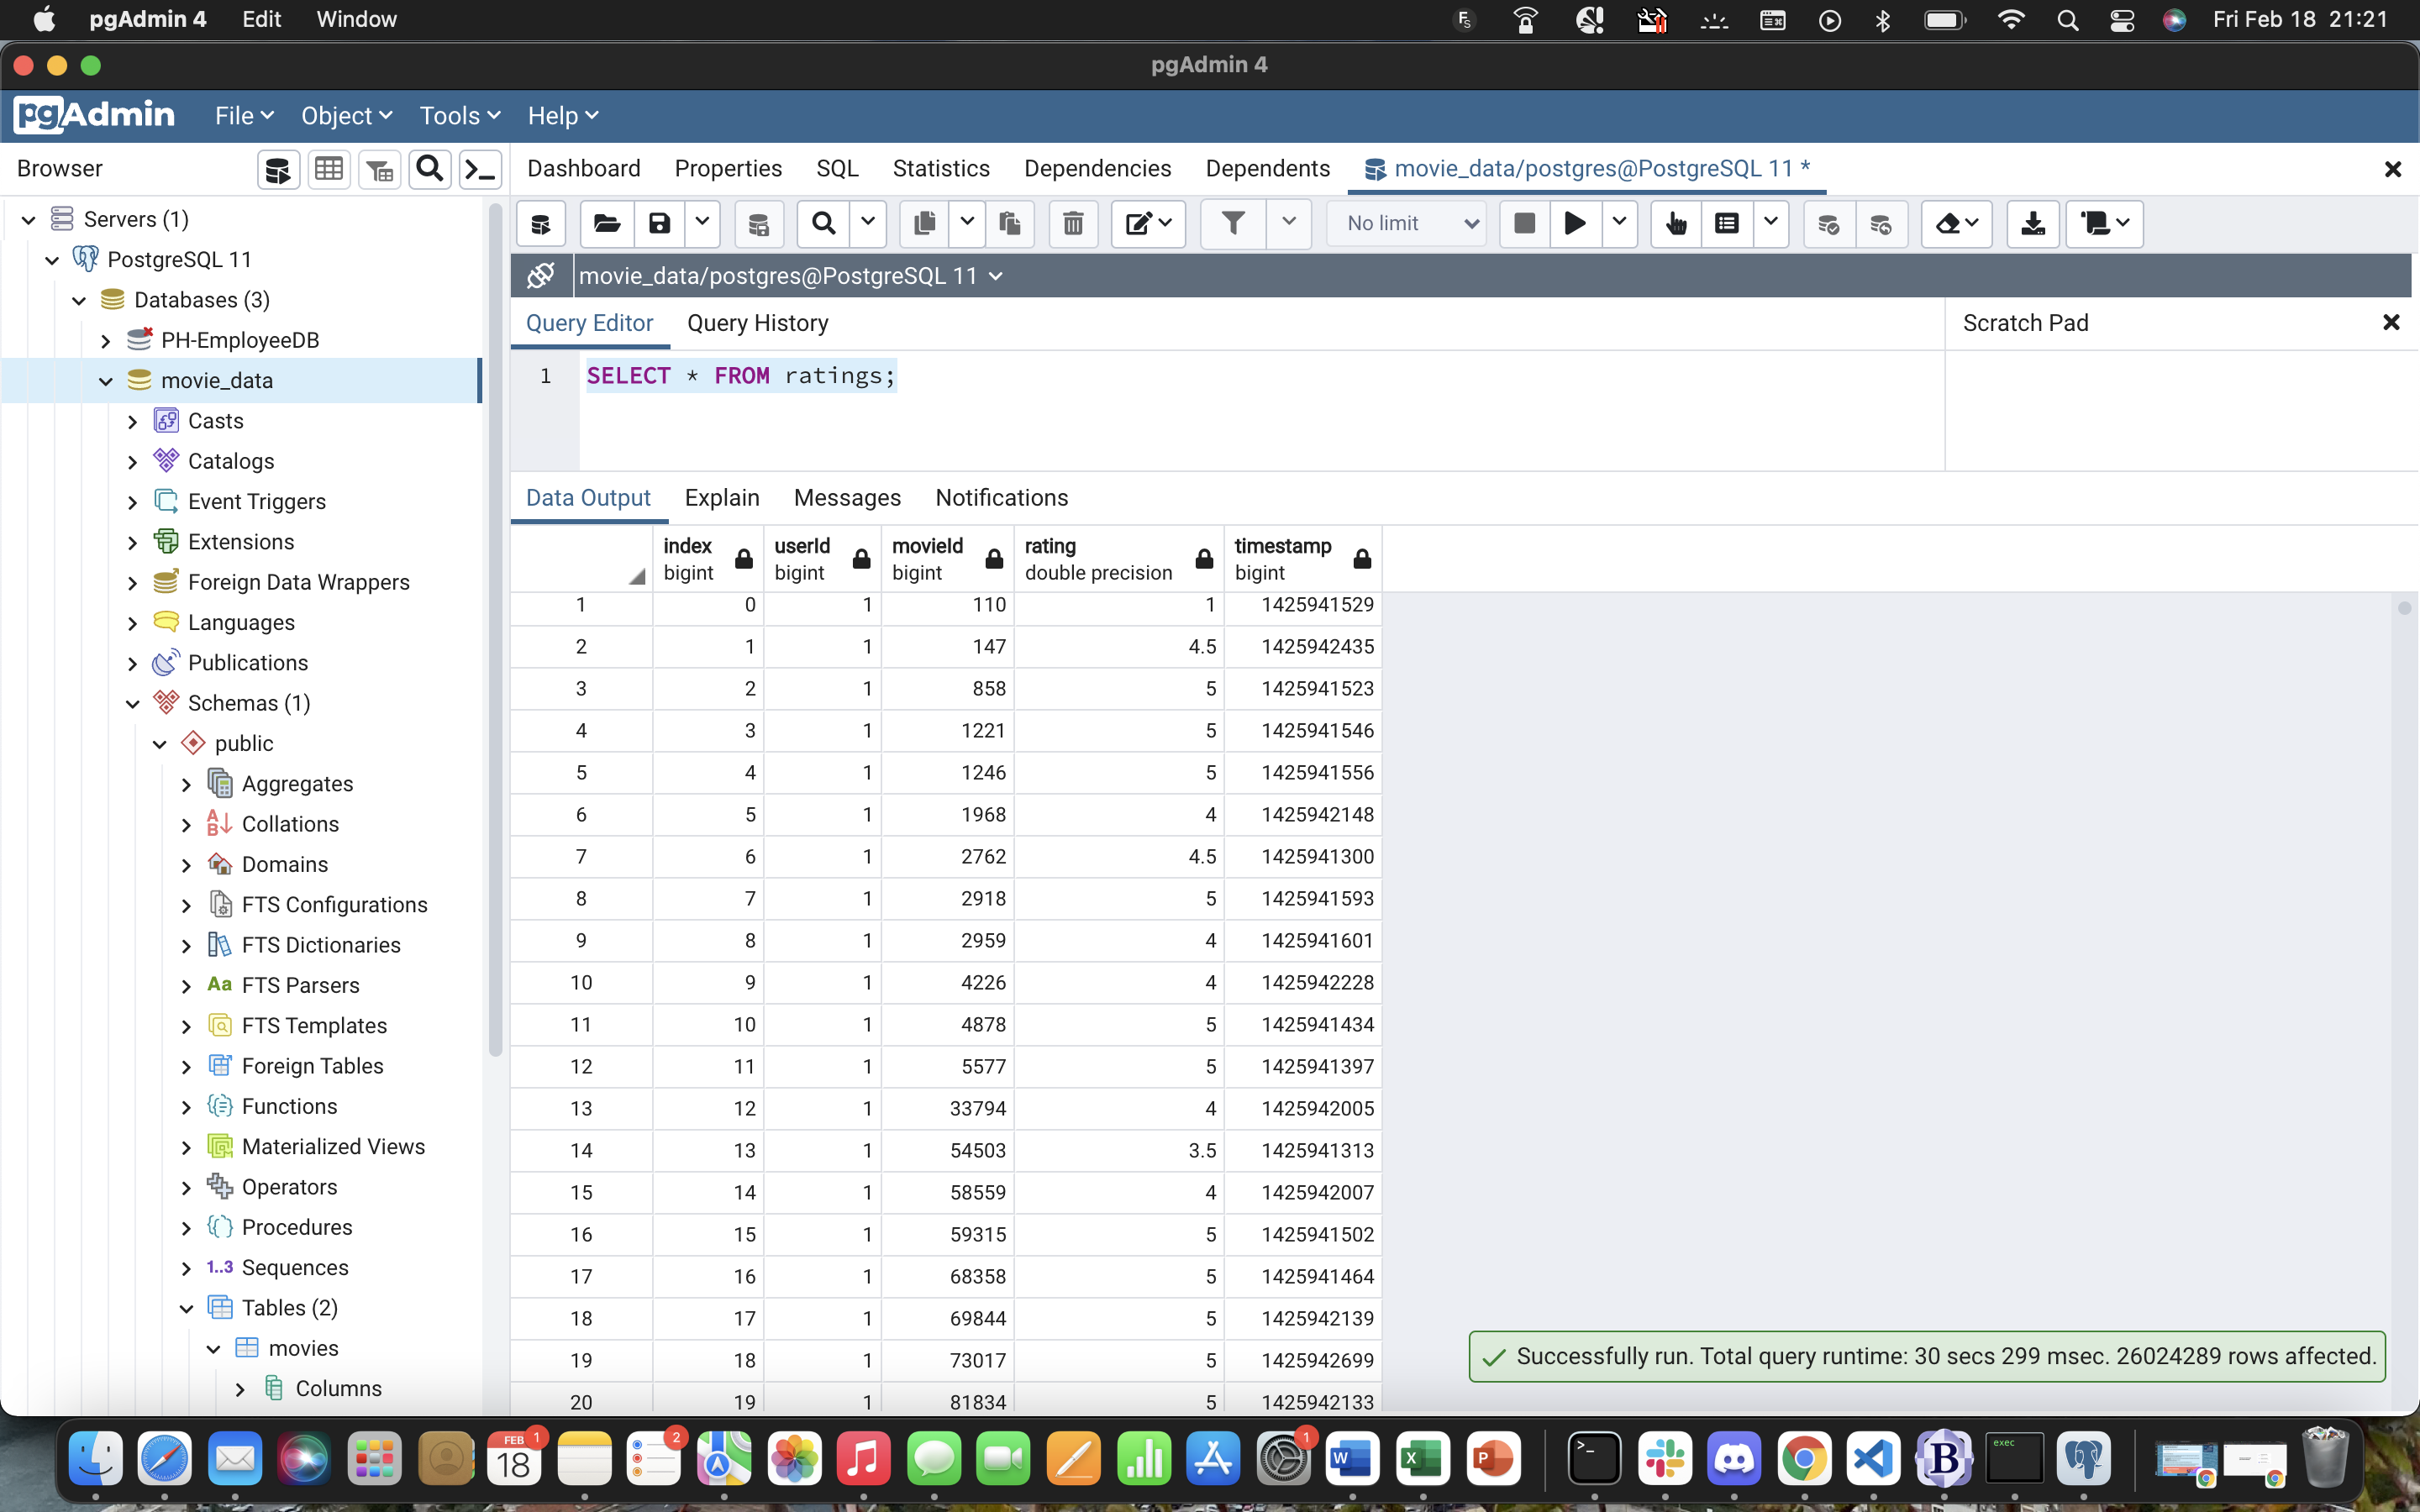 pgAdmin 4 Edit Window Fri Feb 18 21:21
pgAdmin 4
pgAdmin File Object Tools Help
Browser
Dashboard Properties SQL Statistics Dependencies Dependents movie_data/postgres@PostgreSQL 11 *
No limit
movie_data/postgres@PostgreSQL 11
Query Editor Query History
Scratch Pad
1 SELECT * FROM ratings;
Servers (1)
PostgreSQL 11
Databases (3)
PH-EmployeeDB
movie_data
Casts
Catalogs
Event Triggers
Extensions
Foreign Data Wrappers
Languages
Publications
Schemas (1)
public
Aggregates
Collations
Domains
FTS Configurations
FTS Dictionaries
Aa FTS Parsers
FTS Templates
Foreign Tables
Functions
Materialized Views
Operators
Procedures
1..3 Sequences
Tables (2)
movies
Columns
Data Output Explain Messages Notifications
index userId movieId rating timestamp
bigint bigint bigint double precision bigint
1 0 1 110 1 1425941529
2 1 1 147 4.5 1425942435
3 2 1 858 5 1425941523
4 3 1 1221 5 1425941546
5 4 1 1246 5 1425941556
6 5 1 1968 4 1425942148
7 6 1 2762 4.5 1425941300
8 7 1 2918 5 1425941593
9 8 1 2959 4 1425941601
10 9 1 4226 4 1425942228
11 10 1 4878 5 1425941434
12 11 1 5577 5 1425941397
13 12 1 33794 4 1425942005
14 13 1 54503 3.5 1425941313
15 14 1 58559 4 1425942007
16 15 1 59315 5 1425941502
17 16 1 68358 5 1425941464
18 17 1 69844 5 1425942139
19 18 1 73017 5 1425942699
20 19 1 81834 5 1425942133
Successfully run. Total query runtime: 30 secs 299 msec. 26024289 rows affected.
FEB 18 1 2 1 W X P B exec